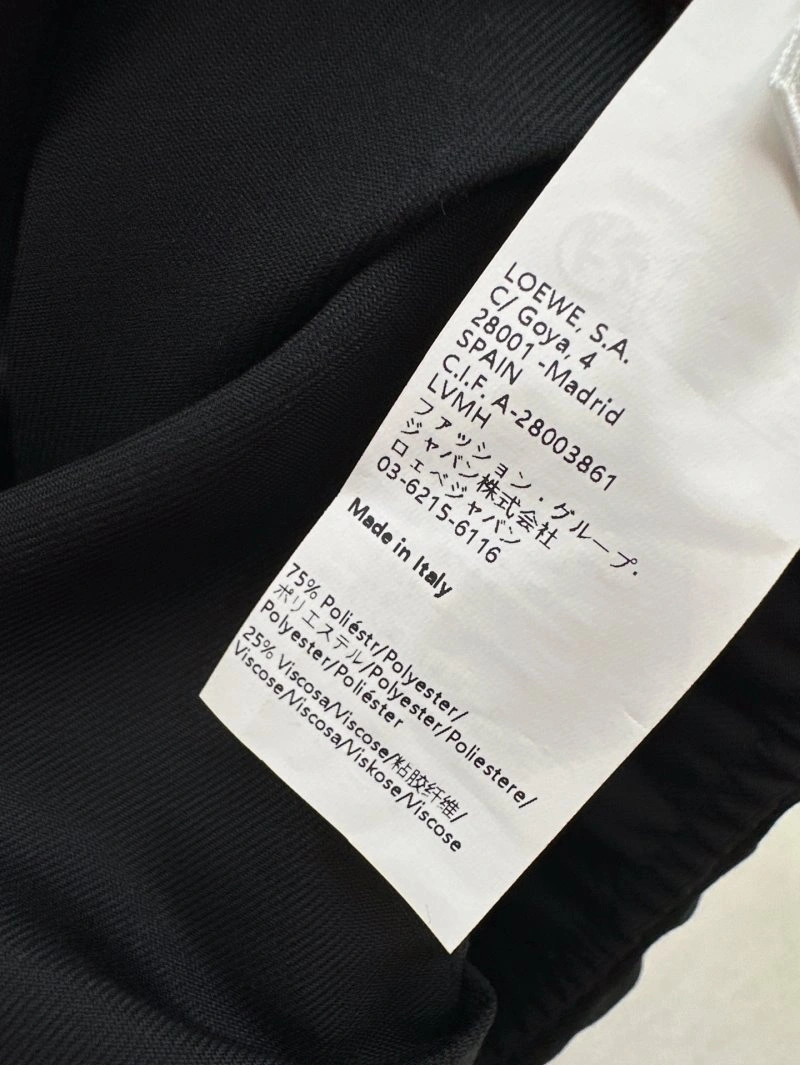 LOEWE, S.A.
C/ Goya, 4
28001 -Madrid
SPAIN
C.I.F. A-28003861
LVMH
ファッション・グループ・
ジャパン株式会社
ロエベジャパン
03-6215-6116
Made in Italy
75% Poliéstr/Polyester/
ポリエステル/Polyester/Poliestere/
Polyester/Poliéster
25% Viscosa/Viscose/粘胶纤维/
Viscose/Viscosa/Viskose/Viscose